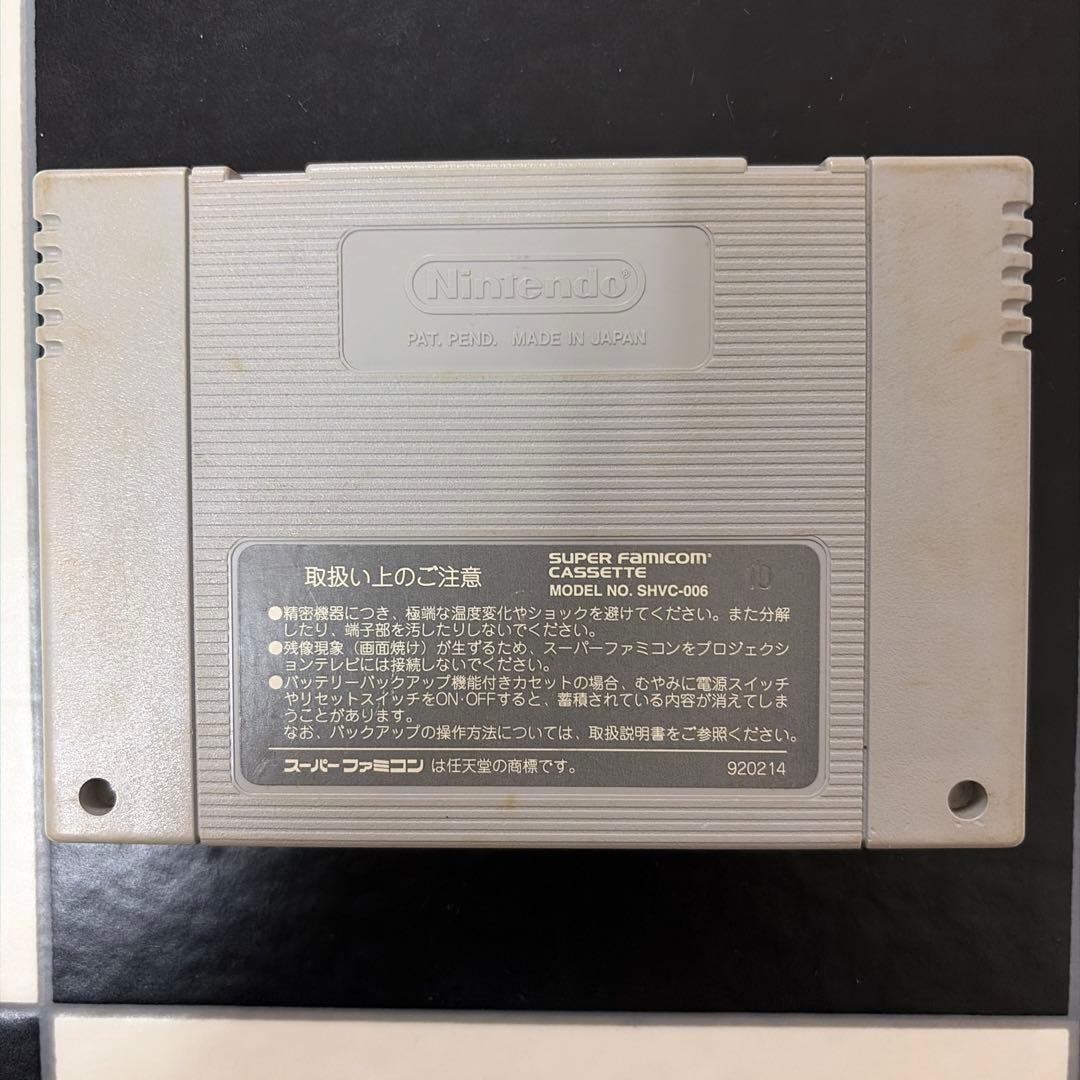 Nintendo®
PAT. PEND. MADE IN JAPAN
取扱い上のご注意
SUPER FAMICOM®
CASSETTE
MODEL NO. SHVC-006
10
●精密機器につき、極端な温度変化やショックを避けてください。また分解
したり、端子部を汚したりしないでください。
●残像現象（画面焼け）が生ずるため、スーパーファミコンをプロジェクシ
ョンテレビには接続しないでください。
●バッテリーバックアップ機能付きカセットの場合、むやみに電源スイッチ
やリセットスイッチをON・OFFすると、蓄積されている内容が消えてしま
うことがあります。
なお、バックアップの操作方法については、取扱説明書をご参照ください。
スーパーファミコン は任天堂の商標です。
920214